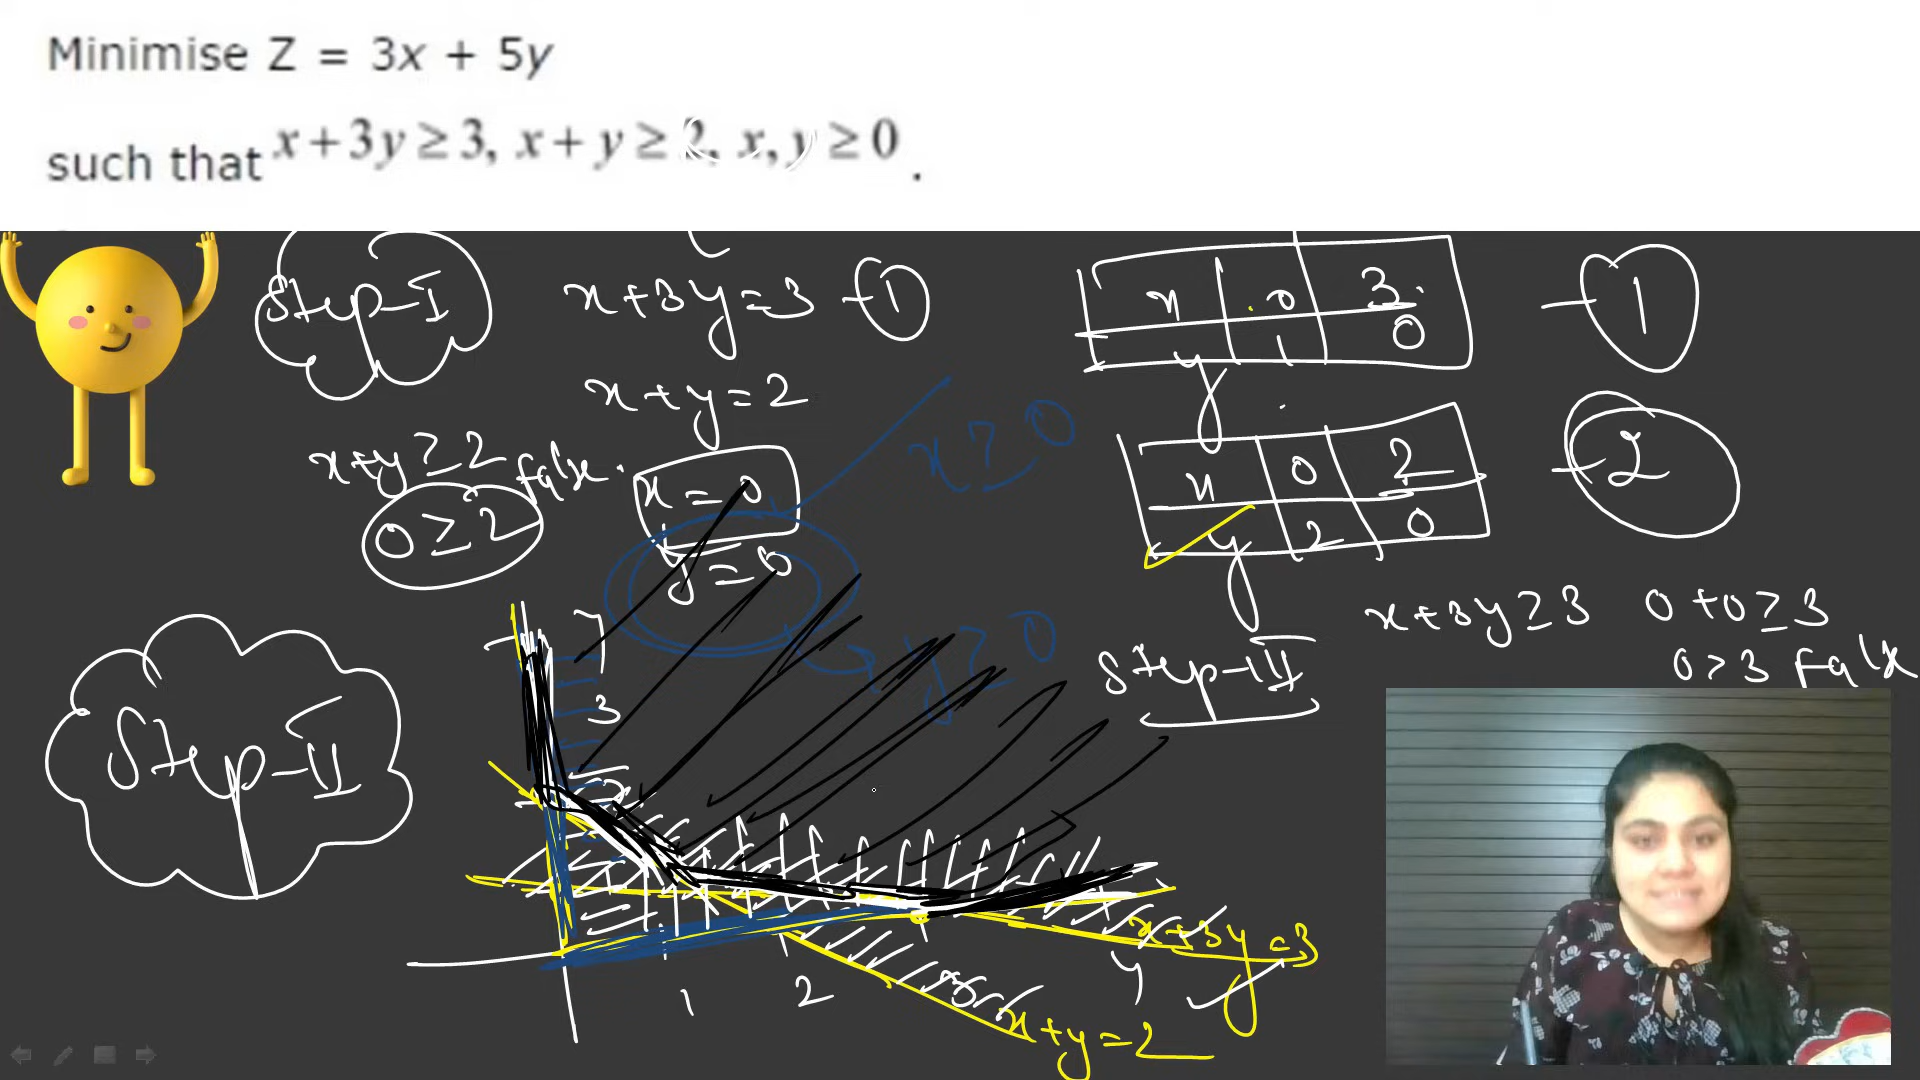 Minimise Z = 3x + 5y
such that x+3y≥3, x+y≥2, x, y≥0 .
Step-I
x+3y=3 -1
x 0 3
y 1 0
-1
x+y=2
x≥0
x+y≥2 false.
0≥2
x=0
y=0
x 0 2
y 2 0
-2
x+3y≥3 0+0≥3
0>3 false
y≥0
Step-III
Step-II
3
2
x+3y=3
1
2
x+y=2